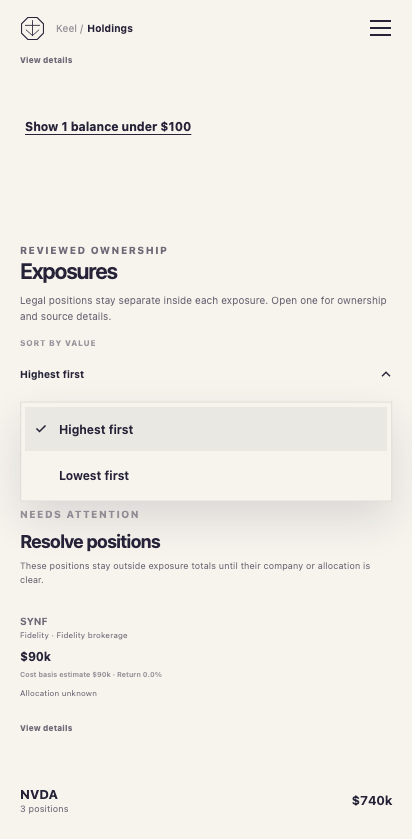 Keel / Holdings
View details
Show 1 balance under $100
REVIEWED OWNERSHIP
Exposures
Legal positions stay separate inside each exposure. Open one for ownership
and source details.
SORT BY VALUE
Highest first
Highest first
Lowest first
NEEDS ATTENTION
Resolve positions
These positions stay outside exposure totals until their company or allocation is
clear.
SYNF
Fidelity · Fidelity brokerage
$90k
Cost basis estimate $90k · Return 0.0%
Allocation unknown
View details
NVDA
$740k
3 positions